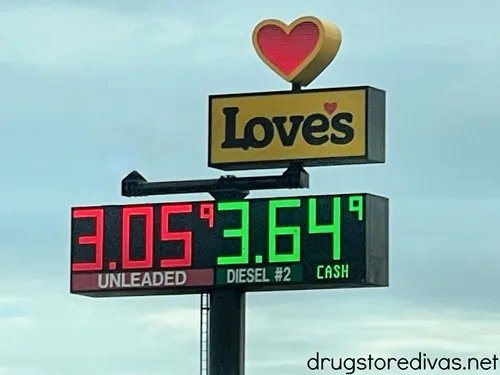 Love's
3.05⁹ 3.64⁹
UNLEADED DIESEL #2 CASH
drugstoredivas.net